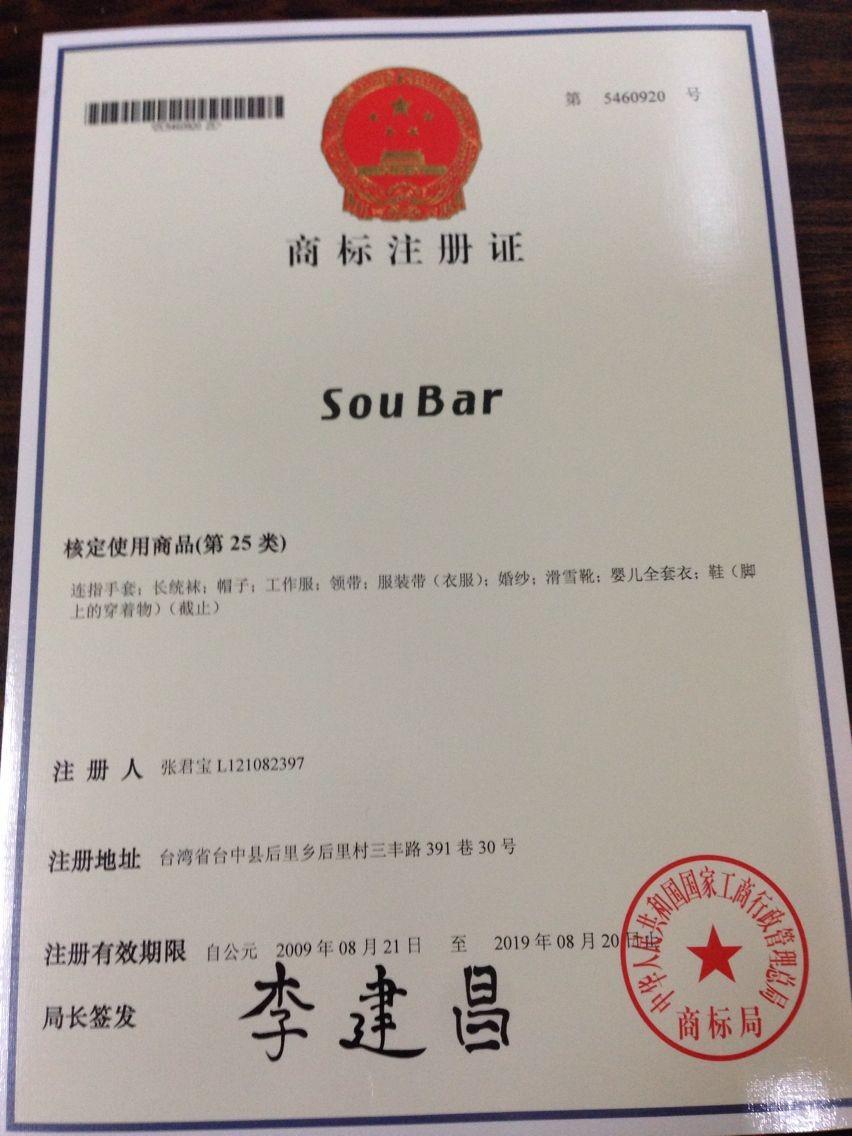 第 5460920 号
商标注册证
Sou Bar
核定使用商品(第 25 类)
连指手套；长统袜；帽子；工作服；领带；服装带（衣服）；婚纱；滑雪靴；婴儿全套衣；鞋（脚
上的穿着物）（截止）
注 册 人 张君宝 L121082397
注册地址 台湾省台中县后里乡后里村三丰路 391 巷 30 号
注册有效期限 自公元 2009 年 08 月 21 日 至 2019 年 08 月 20 日止
局长签发 李建昌
中华人民共和国国家工商行政管理总局
商标局